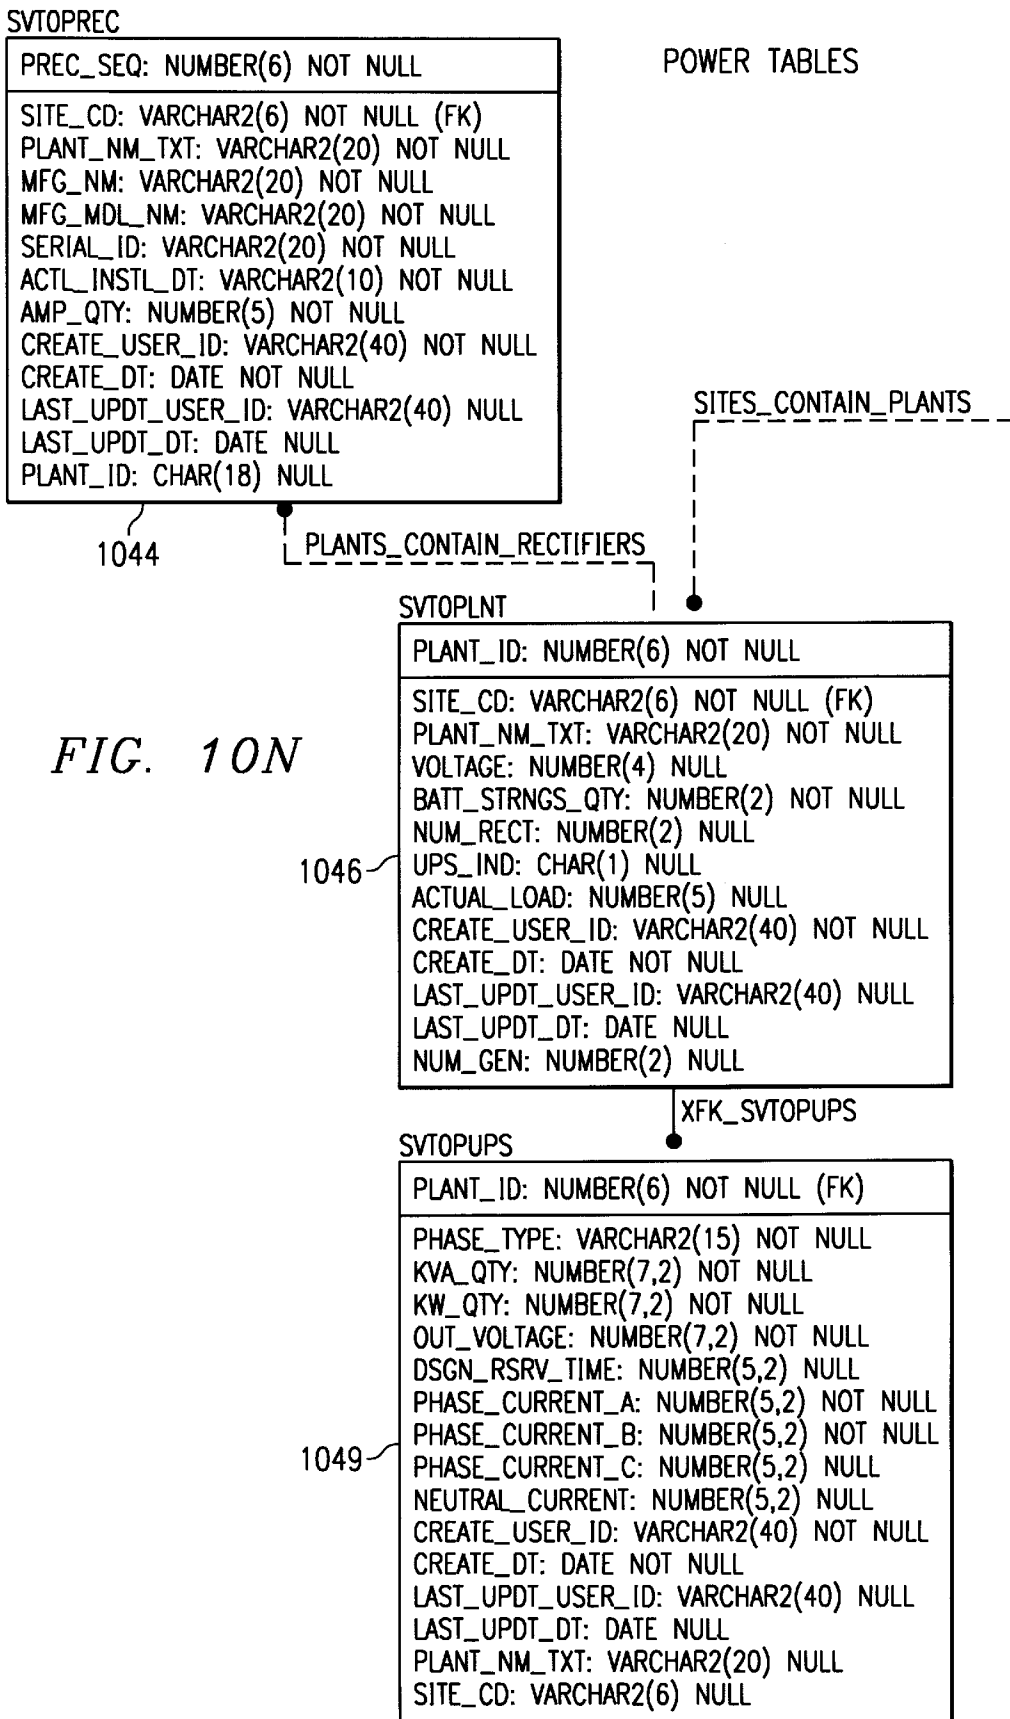 SVTOPREC
PREC_SEQ: NUMBER(6) NOT NULL
POWER TABLES
SITE_CD: VARCHAR2(6) NOT NULL (FK)
PLANT_NM_TXT: VARCHAR2(20) NOT NULL
MFG_NM: VARCHAR2(20) NOT NULL
MFG_MDL_NM: VARCHAR2(20) NOT NULL
SERIAL_ID: VARCHAR2(20) NOT NULL
ACTL_INSTL_DT: VARCHAR2(10) NOT NULL
AMP_QTY: NUMBER(5) NOT NULL
CREATE_USER_ID: VARCHAR2(40) NOT NULL
CREATE_DT: DATE NOT NULL
LAST_UPDT_USER_ID: VARCHAR2(40) NULL
LAST_UPDT_DT: DATE NULL
PLANT_ID: CHAR(18) NULL
SITES_CONTAIN_PLANTS
1044
PLANTS_CONTAIN_RECTIFIERS
SVTOPLNT
PLANT_ID: NUMBER(6) NOT NULL
SITE_CD: VARCHAR2(6) NOT NULL (FK)
PLANT_NM_TXT: VARCHAR2(20) NOT NULL
VOLTAGE: NUMBER(4) NULL
BATT_STRNGS_QTY: NUMBER(2) NOT NULL
NUM_RECT: NUMBER(2) NULL
UPS_IND: CHAR(1) NULL
ACTUAL_LOAD: NUMBER(5) NULL
CREATE_USER_ID: VARCHAR2(40) NOT NULL
CREATE_DT: DATE NOT NULL
LAST_UPDT_USER_ID: VARCHAR2(40) NULL
LAST_UPDT_DT: DATE NULL
NUM_GEN: NUMBER(2) NULL
FIG. 10N
1046
XFK_SVTOPUPS
SVTOPUPS
PLANT_ID: NUMBER(6) NOT NULL (FK)
PHASE_TYPE: VARCHAR2(15) NOT NULL
KVA_QTY: NUMBER(7,2) NOT NULL
KW_QTY: NUMBER(7,2) NOT NULL
OUT_VOLTAGE: NUMBER(7,2) NOT NULL
DSGN_RSRV_TIME: NUMBER(5,2) NULL
PHASE_CURRENT_A: NUMBER(5,2) NOT NULL
PHASE_CURRENT_B: NUMBER(5,2) NOT NULL
PHASE_CURRENT_C: NUMBER(5,2) NULL
NEUTRAL_CURRENT: NUMBER(5,2) NULL
CREATE_USER_ID: VARCHAR2(40) NOT NULL
CREATE_DT: DATE NOT NULL
LAST_UPDT_USER_ID: VARCHAR2(40) NULL
LAST_UPDT_DT: DATE NULL
PLANT_NM_TXT: VARCHAR2(20) NULL
SITE_CD: VARCHAR2(6) NULL
1049